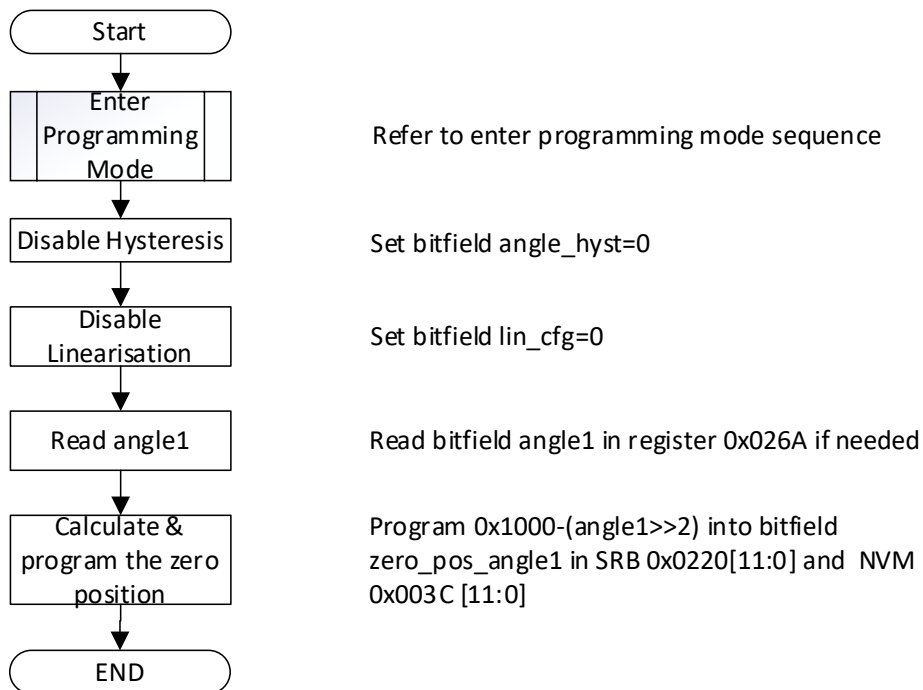 Start
Enter
Programming
Mode
Refer to enter programming mode sequence
Disable Hysteresis
Set bitfield angle_hyst=0
Disable
Linearisation
Set bitfield lin_cfg=0
Read angle1
Read bitfield angle1 in register 0x026A if needed
Calculate &
program the zero
position
Program 0x1000-(angle1>>2) into bitfield
zero_pos_angle1 in SRB 0x0220[11:0] and NVM
0x003C [11:0]
END